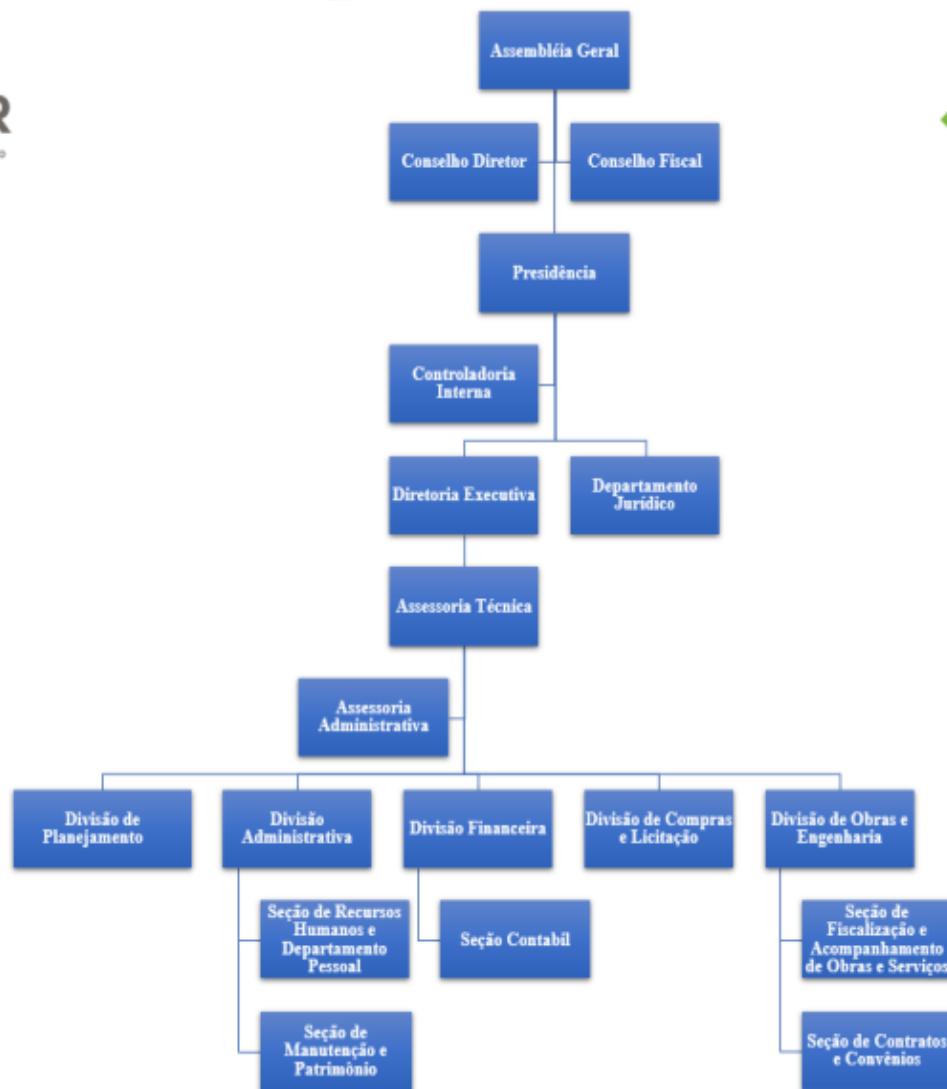 Assembléia Geral
R
Conselho Diretor
Conselho Fiscal
Presidência
Controladoria
Interna
Diretoria Executiva
Departamento
Jurídico
Assessoria Técnica
Assessoria
Administrativa
Divisão de
Planejamento
Divisão
Administrativa
Divisão Financeira
Divisão de Compras
e Licitação
Divisão de Obras e
Engenharia
Seção de Recursos
Humanos e
Departamento
Pessoal
Seção Contabíl
Seção de
Fiscalização e
Acompanhamento
de Obras e Serviços
Seção de
Manutenção e
Patrimônio
Seção de Contratos
e Convênios